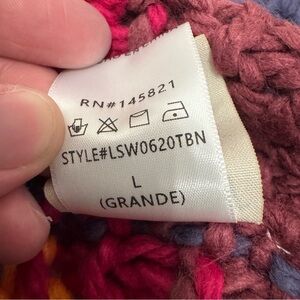 RN#145821
STYLE#LSW0620TBN
L
(GRANDE)